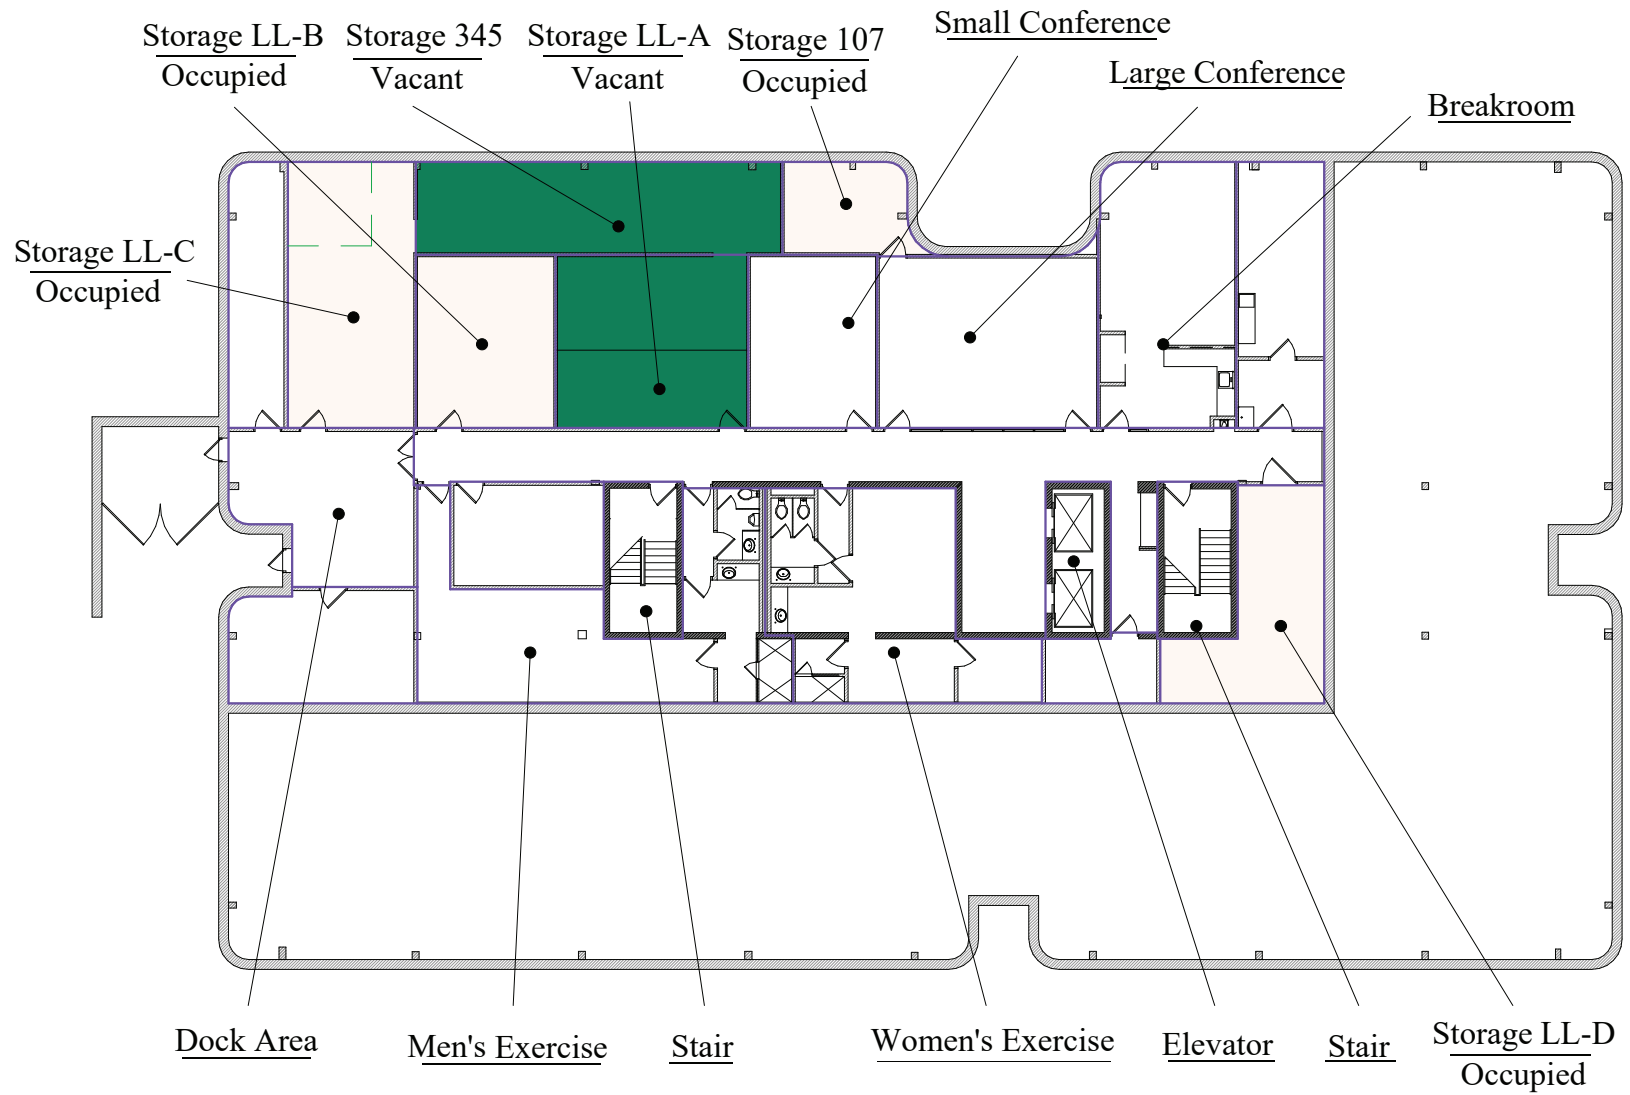 Storage LL-B
Occupied
Storage 345
Vacant
Storage LL-A
Vacant
Storage 107
Occupied
Small Conference
Large Conference
Breakroom
Storage LL-C
Occupied
Dock Area
Men's Exercise
Stair
Women's Exercise
Elevator
Stair
Storage LL-D
Occupied